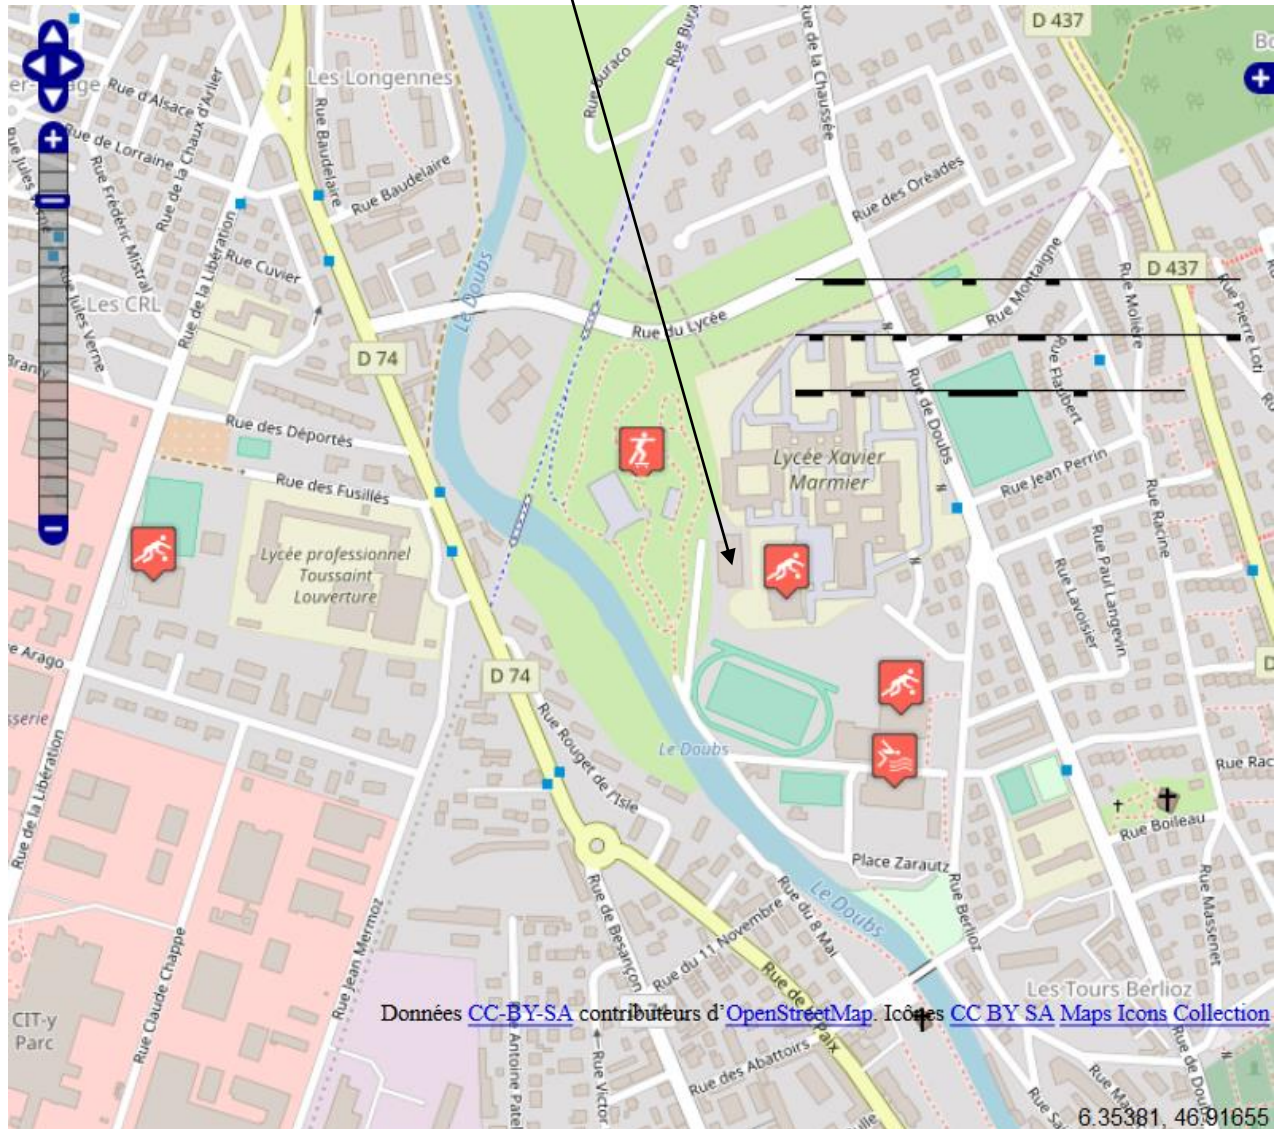 D 437
Rue Buraco
Rue de la Chaussée
Les Longennes
Rue d'Alsace
Rue de la Chaux d'Arlier
Rue Baudelaire
Rue de Lorraine
Rue Baudelaire
Rue des Oréades
Rue Frédéric Mistral
Rue de la Libération
Rue Cuvier
Le Doubs
Rue Montaigne
Rue Molière
D 437
Rue Pierre Loti
Les CRL
Rue Jules Verne
Rue du Lycée
D 74
Rue Flaubert
Rue de Doubs
Rue des Déportés
Lycée Xavier
Marmier
Rue Jean Perrin
Rue des Fusillés
Rue Racine
Lycée professionnel
Toussaint
Louverture
Rue Paul Langevin
Rue Lavoisier
D 74
Rue Rouget de l'Isle
Le Doubs
Rue de la Libération
Rue Boileau
Place Zarautz
Rue Berlioz
Le Doubs
Rue du 8 Mai
Rue de Besançon
Rue du 11 Novembre
Rue Massenet
Rue Jean Mermoz
Rue Claude Chappe
Rue de la Paix
Les Tours Berlioz
Données CC-BY-SA contributeurs d'OpenStreetMap. Icônes CC BY SA Maps Icons Collection
CIT-y
Parc
Rue des Abattoirs
Rue Victor
6.35381, 46.91655